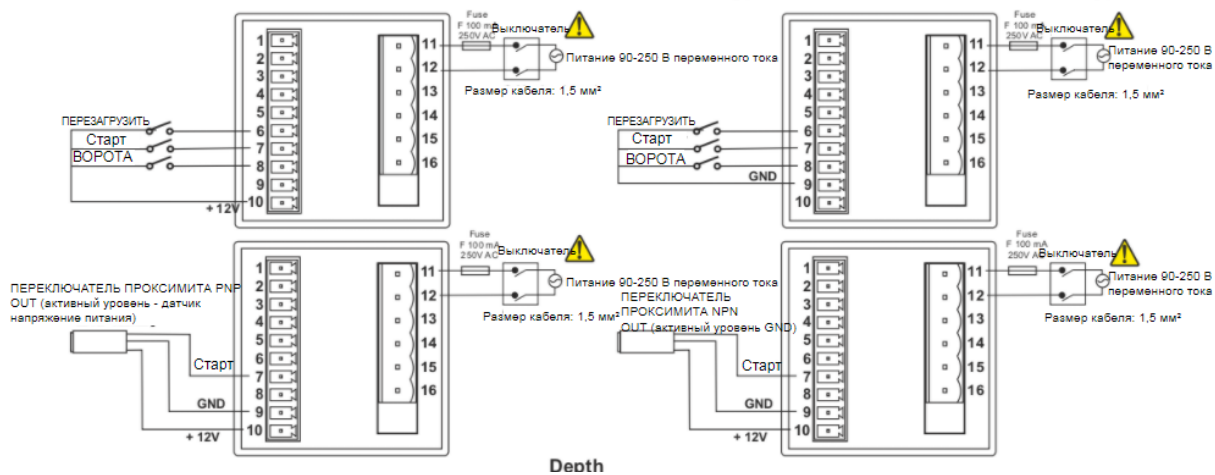 Fuse
F 100 mA
250V AC
Выключатель
1
2
3
4
5
6
7
8
9
10
11
12
13
14
15
16
Питание 90-250 В переменного тока
Размер кабеля: 1,5 мм²
ПЕРЕЗАГРУЗИТЬ
Старт
ВОРОТА
+ 12V
Fuse
F 100 mA
250V AC
Выключатель
1
2
3
4
5
6
7
8
9
10
11
12
13
14
15
16
Питание 90-250 В
переменного тока
Размер кабеля: 1,5 мм²
ПЕРЕЗАГРУЗИТЬ
Старт
ВОРОТА
GND
Fuse
F 100 mA
250V AC
Выключатель
1
2
3
4
5
6
7
8
9
10
11
12
13
14
15
16
Питание 90-250 В переменного тока
Размер кабеля: 1,5 мм²
ПЕРЕКЛЮЧАТЕЛЬ ПРОКСИМИТА PNP
OUT (активный уровень - датчик
напряжение питания)
Старт
GND
+ 12V
Fuse
F 100 mA
250V AC
Выключатель
1
2
3
4
5
6
7
8
9
10
11
12
13
14
15
16
Питание 90-250 В
переменного тока
Размер кабеля: 1,5 мм²
ПЕРЕКЛЮЧАТЕЛЬ
ПРОКСИМИТА NPN
OUT (активный уровень GND)
Старт
GND
+ 12V
Depth